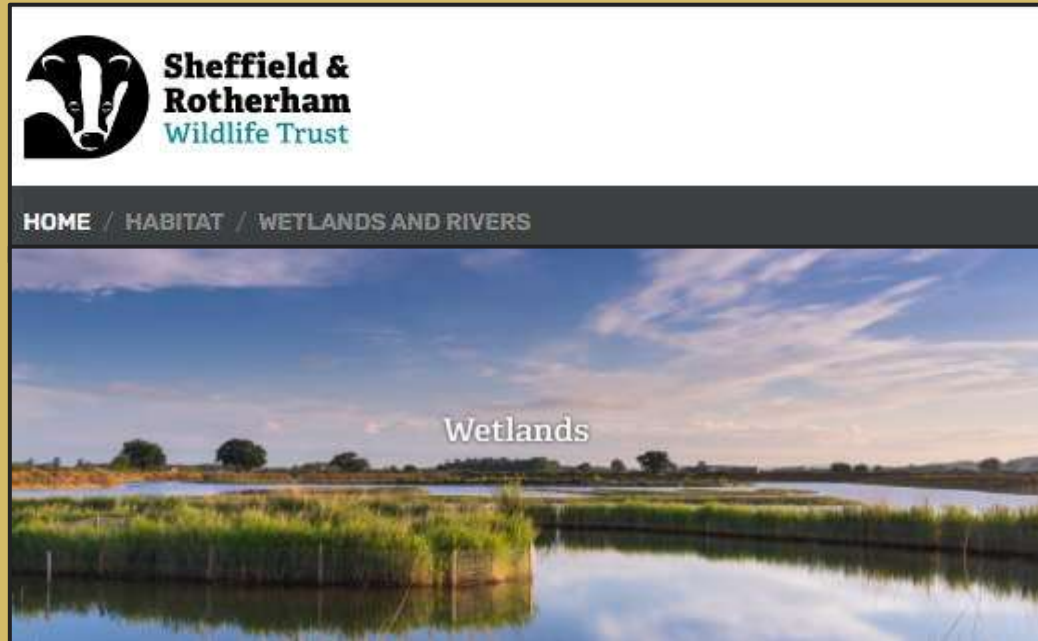 Sheffield &
Rotherham
Wildlife Trust
HOME / HABITAT / WETLANDS AND RIVERS
Wetlands